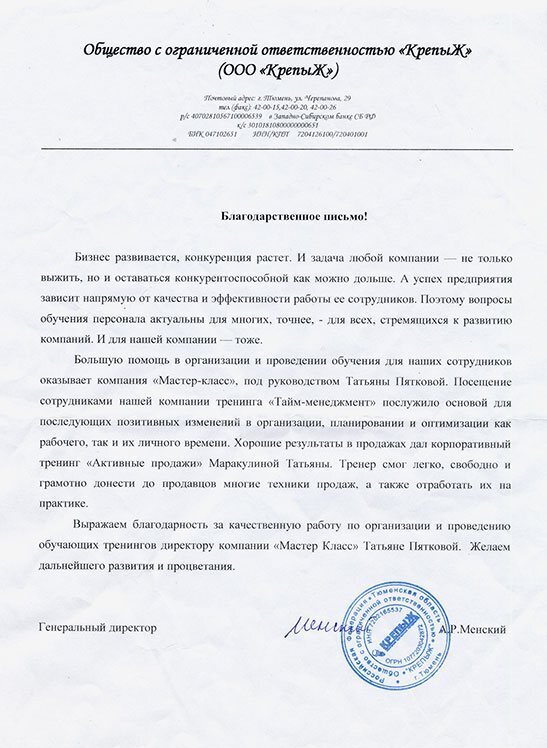 Общество с ограниченной ответственностью «КрепыЖ»
(ООО «КрепыЖ»)
Почтовый адрес: г. Тюмень, ул. Черепанова, 29
тел.(факс): 42-00-15,42-00-20, 42-00-26
р/с 40702810367100006339 в Западно-Сибирском банке СБ РФ
к/с 30101810800000000651
БИК 047102651 ИНН/КПП 7204126100/720401001
Благодарственное письмо!
Бизнес развивается, конкуренция растет. И задача любой компании — не только
выжить, но и оставаться конкурентоспособной как можно дольше. А успех предприятия
зависит напрямую от качества и эффективности работы ее сотрудников. Поэтому вопросы
обучения персонала актуальны для многих, точнее, - для всех, стремящихся к развитию
компаний. И для нашей компании — тоже.
Большую помощь в организации и проведении обучения для наших сотрудников
оказывает компания «Мастер-класс», под руководством Татьяны Пятковой. Посещение
сотрудниками нашей компании тренинга «Тайм-менеджмент» послужило основой для
последующих позитивных изменений в организации, планировании и оптимизации как
рабочего, так и их личного времени. Хорошие результаты в продажах дал корпоративный
тренинг «Активные продажи» Маракулиной Татьяны. Тренер смог легко, свободно и
грамотно донести до продавцов многие техники продаж, а также отработать их на
практике.
Выражаем благодарность за качественную работу по организации и проведению
обучающих тренингов директору компании «Мастер Класс» Татьяне Пятковой. Желаем
дальнейшего развития и процветания.
Генеральный директор
А.Р.Менский
Российская Федерация • Тюменская область
Общество с ограниченной ответственностью "КРЕПЫЖ"
г. Тюмень
КРЕПЫЖ